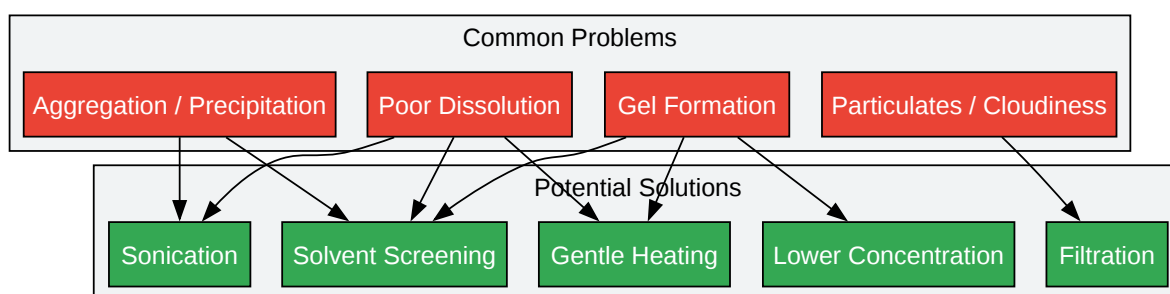 Common Problems
Aggregation / Precipitation
Poor Dissolution
Gel Formation
Particulates / Cloudiness
Potential Solutions
Sonication
Solvent Screening
Gentle Heating
Lower Concentration
Filtration